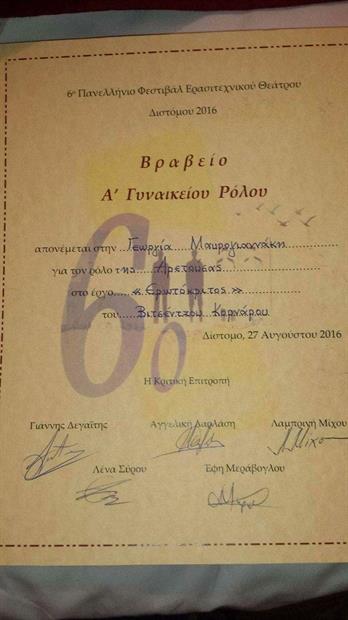 6ο Πανελλήνιο Φεστιβάλ Ερασιτεχνικού Θεάτρου
Διστόμου 2016
Βραβείο
Α' Γυναικείου Ρόλου
απονέμεται στην ...Γεωργία Μαυρογιαννάκη
για τον ρόλο της Αρετούσας
στο έργο «Ερωτόκριτος»
του Βιτσέντζου Κορνάρου
Δίστομο, 27 Αυγούστου 2016
6ο
Η Κριτική Επιτροπή
Γιάννης Δεγαΐτης Αγγελική Δαρλάση Λαμπρινή Μίχου
Λένα Σύρου Έφη Μεράβογλου